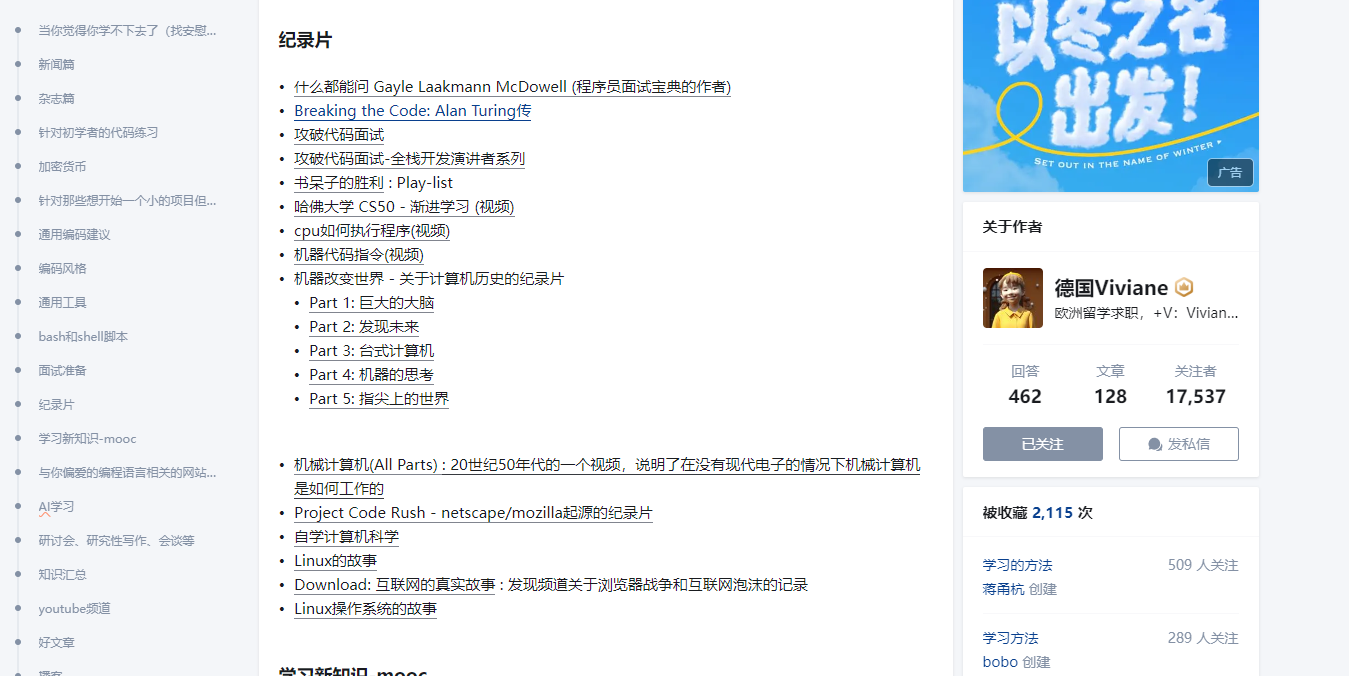 当你觉得你学不下去了（找安慰...
新闻篇
杂志篇
针对初学者的代码练习
加密货币
针对那些想开始一个小的项目但...
通用编码建议
编码风格
通用工具
bash和shell脚本
面试准备
纪录片
学习新知识-mooc
与你偏爱的编程语言相关的网站...
AI学习
研讨会、研究性写作、会谈等
知识汇总
youtube频道
好文章
播客
纪录片
• 什么都能问 Gayle Laakmann McDowell (程序员面试宝典的作者)
• Breaking the Code: Alan Turing传
• 攻破代码面试
• 攻破代码面试-全栈开发演讲者系列
• 书呆子的胜利 : Play-list
• 哈佛大学 CS50 - 渐进学习 (视频)
• cpu如何执行程序(视频)
• 机器代码指令(视频)
• 机器改变世界 - 关于计算机历史的纪录片
• Part 1: 巨大的大脑
• Part 2: 发现未来
• Part 3: 台式计算机
• Part 4: 机器的思考
• Part 5: 指尖上的世界
• 机械计算机(All Parts) : 20世纪50年代的一个视频，说明了在没有现代电子的情况下机械计算机
是如何工作的
• Project Code Rush - netscape/mozilla起源的纪录片
• 自学计算机科学
• Linux的故事
• Download: 互联网的真实故事 : 发现频道关于浏览器战争和互联网泡沫的记录
• Linux操作系统的故事
学习新知识-mooc
以冬之名
出发！
SET OUT IN THE NAME OF WINTER
广告
关于作者
德国Viviane
欧洲留学求职，+V：Vivian...
回答 文章 关注者
462 128 17,537
已关注 发私信
被收藏 2,115 次
学习的方法 509 人关注
蒋甬杭 创建
学习方法 289 人关注
bobo 创建